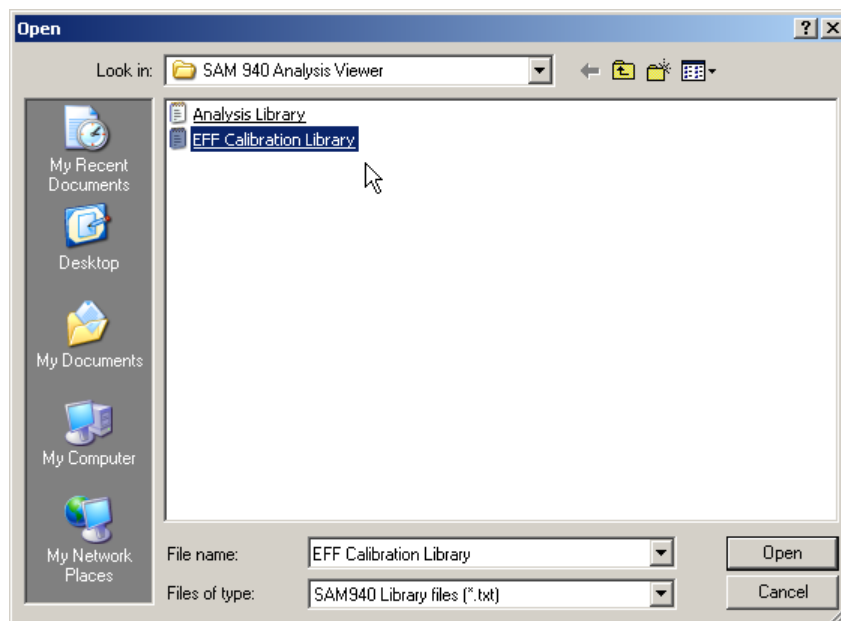 Open
Look in: SAM 940 Analysis Viewer
Analysis Library
EFF Calibration Library
My Recent
Documents
Desktop
My Documents
My Computer
My Network
Places
File name: EFF Calibration Library Open
Files of type: SAM940 Library files (*.txt) Cancel